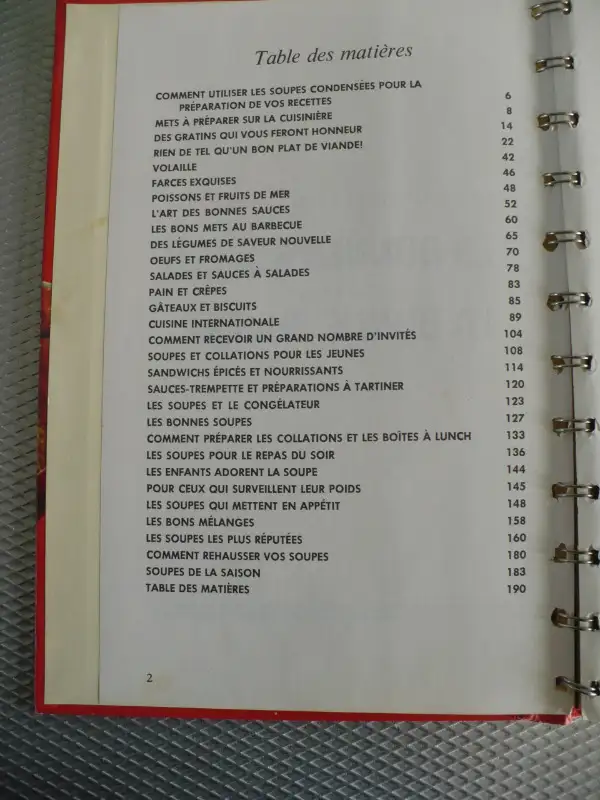 Table des matières
COMMENT UTILISER LES SOUPES CONDENSÉES POUR LA
PRÉPARATION DE VOS RECETTES 6
METS À PRÉPARER SUR LA CUISINIÈRE 8
DES GRATINS QUI VOUS FERONT HONNEUR 14
RIEN DE TEL QU'UN BON PLAT DE VIANDE! 22
VOLAILLE 42
FARCES EXQUISES 46
POISSONS ET FRUITS DE MER 48
L'ART DES BONNES SAUCES 52
LES BONS METS AU BARBECUE 60
DES LÉGUMES DE SAVEUR NOUVELLE 65
OEUFS ET FROMAGES 70
SALADES ET SAUCES À SALADES 78
PAIN ET CRÊPES 83
GÂTEAUX ET BISCUITS 85
CUISINE INTERNATIONALE 89
COMMENT RECEVOIR UN GRAND NOMBRE D'INVITÉS 104
SOUPES ET COLLATIONS POUR LES JEUNES 108
SANDWICHS ÉPICÉS ET NOURRISSANTS 114
SAUCES-TREMPETTE ET PRÉPARATIONS À TARTINER 120
LES SOUPES ET LE CONGÉLATEUR 123
LES BONNES SOUPES 127
COMMENT PRÉPARER LES COLLATIONS ET LES BOÎTES À LUNCH 133
LES SOUPES POUR LE REPAS DU SOIR 136
LES ENFANTS ADORENT LA SOUPE 144
POUR CEUX QUI SURVEILLENT LEUR POIDS 145
LES SOUPES QUI METTENT EN APPÉTIT 148
LES BONS MÉLANGES 158
LES SOUPES LES PLUS RÉPUTÉES 160
COMMENT REHAUSSER VOS SOUPES 180
SOUPES DE LA SAISON 183
TABLE DES MATIÈRES 190
2